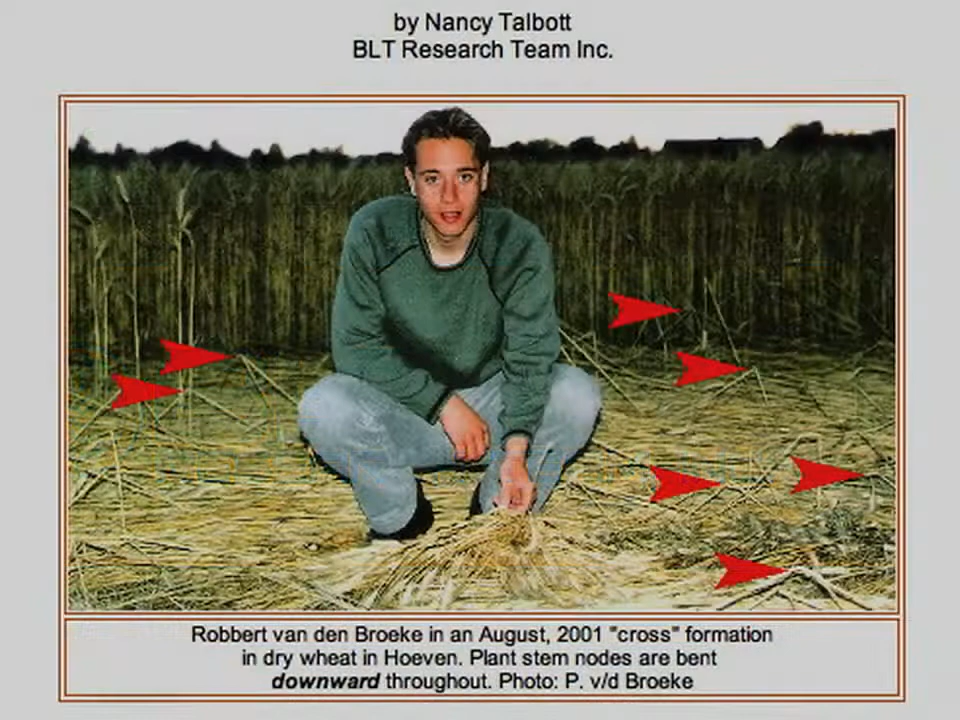 by Nancy Talbott
BLT Research Team Inc.
Robbert van den Broeke in an August, 2001 "cross" formation
in dry wheat in Hoeven. Plant stem nodes are bent
downward throughout. Photo: P. v/d Broeke